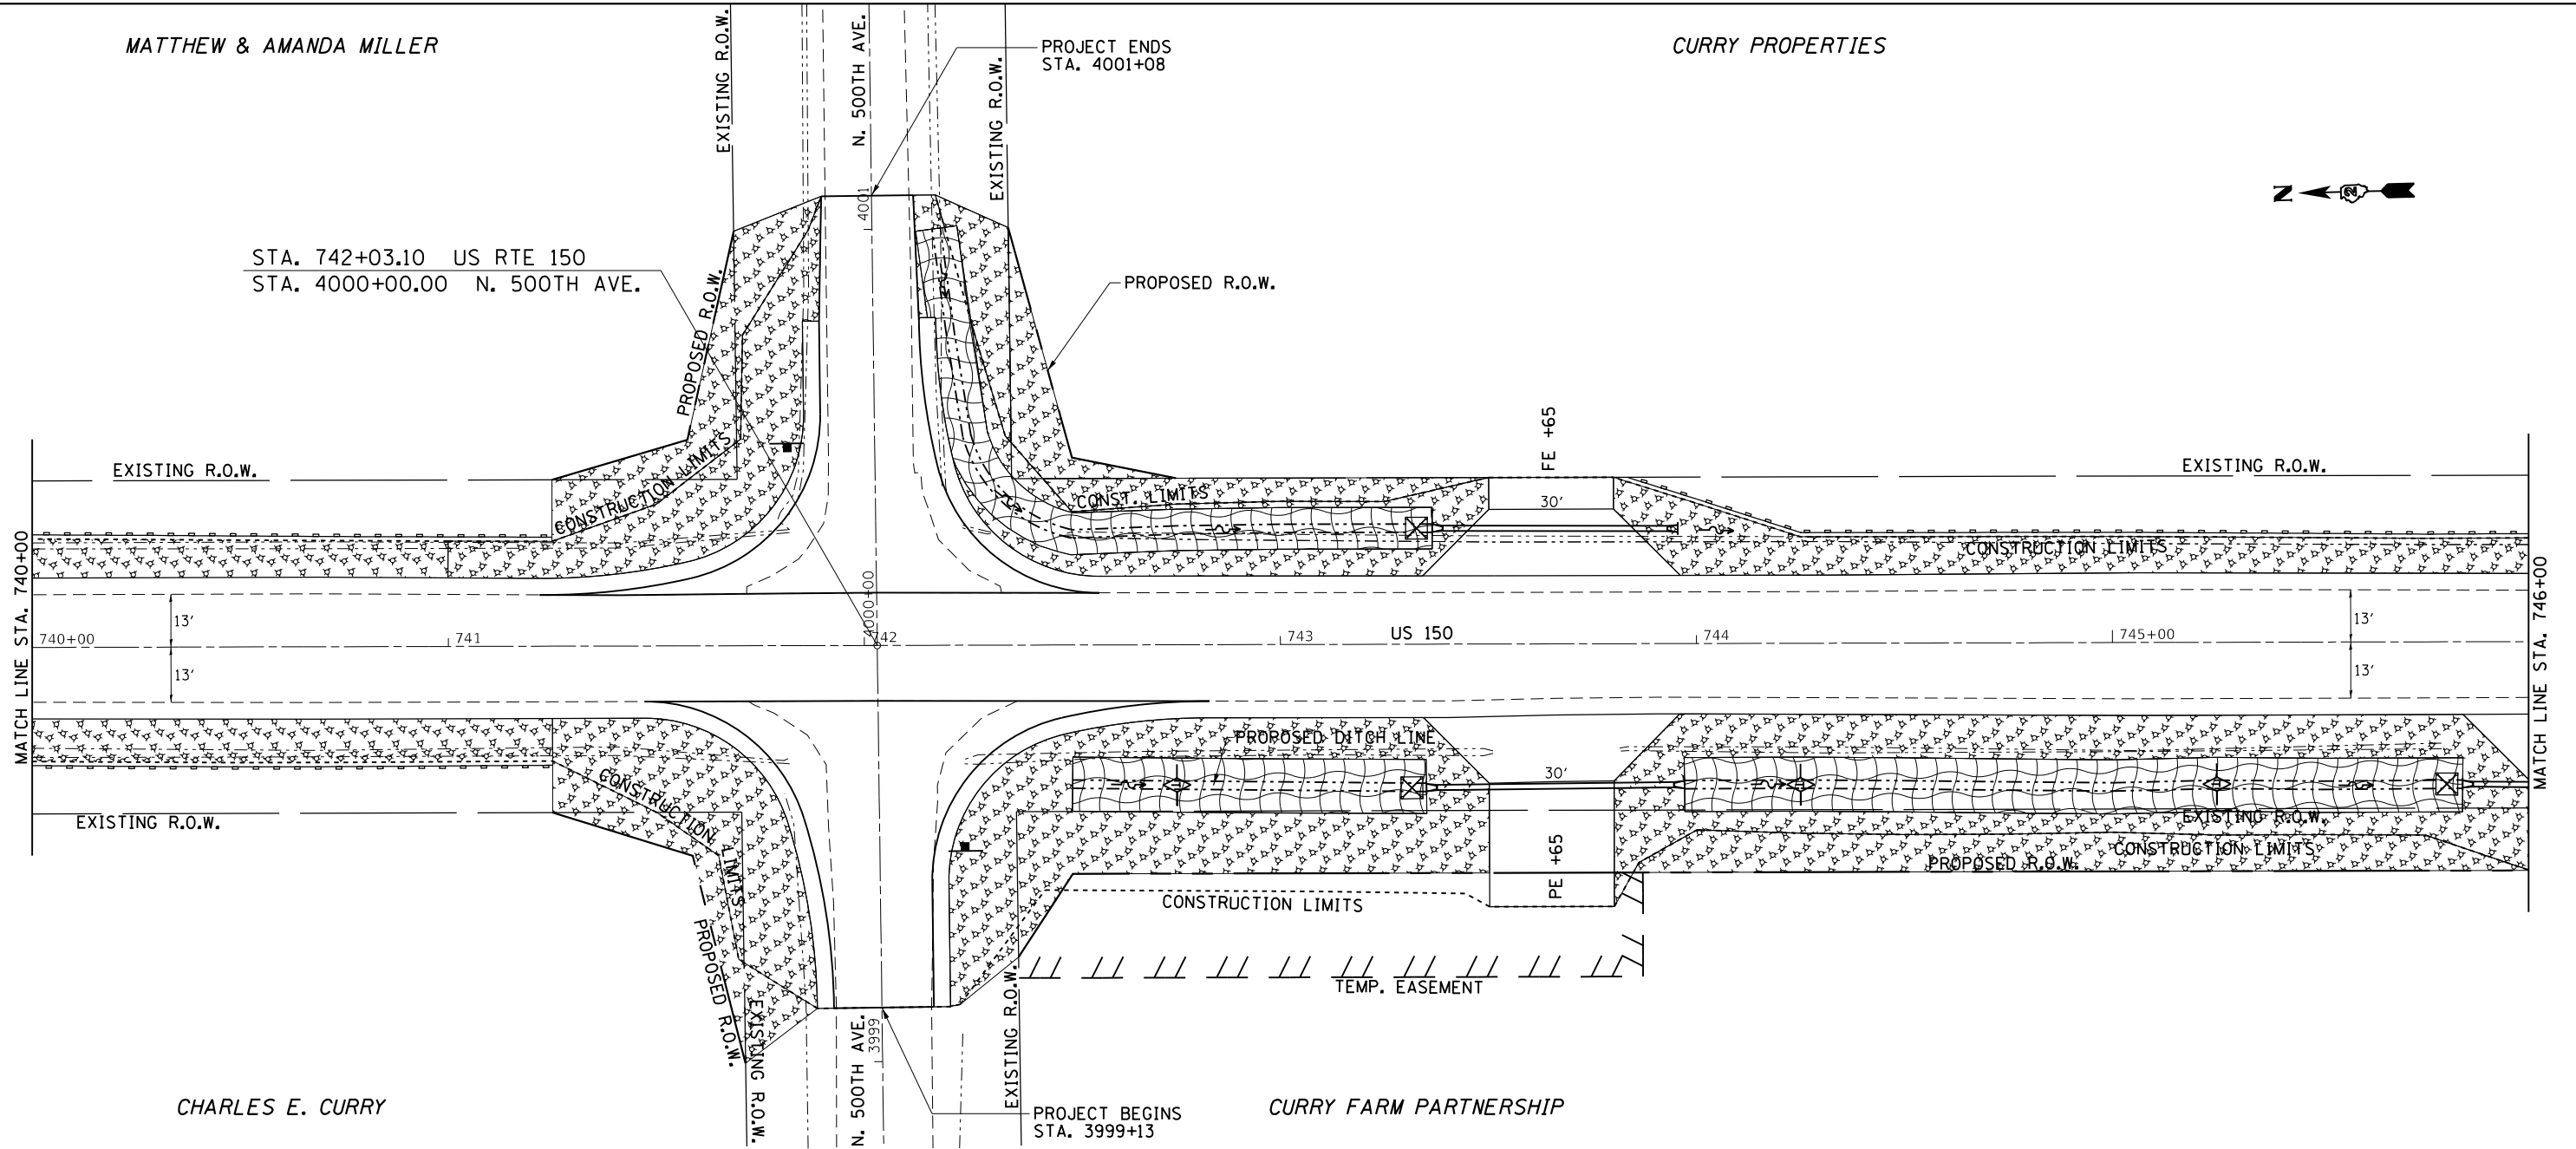 MATTHEW & AMANDA MILLER
EXISTING R.O.W.
N. 500TH AVE.
EXISTING R.O.W.
PROJECT ENDS
STA. 4001+08
CURRY PROPERTIES
N
2
4001
STA. 742+03.10 US RTE 150
STA. 4000+00.00 N. 500TH AVE.
PROPOSED R.O.W.
PROPOSED R.O.W.
FE +65
EXISTING R.O.W.
CONSTRUCTION LIMITS
CONST. LIMITS
30'
EXISTING R.O.W.
CONSTRUCTION LIMITS
MATCH LINE STA. 740+00
13'
13'
740+00
741
4000+00
742
743
US 150
744
745+00
13'
13'
MATCH LINE STA. 746+00
PROPOSED DITCH LINE
30'
EXISTING R.O.W.
CONSTRUCTION LIMITS
EXISTING R.O.W.
CONSTRUCTION LIMITS
PROPOSED R.O.W.
PE +65
CONSTRUCTION LIMITS
TEMP. EASEMENT
PROPOSED R.O.W.
EXISTING R.O.W.
N. 500TH AVE.
3999
EXISTING R.O.W.
PROJECT BEGINS
STA. 3999+13
CHARLES E. CURRY
CURRY FARM PARTNERSHIP